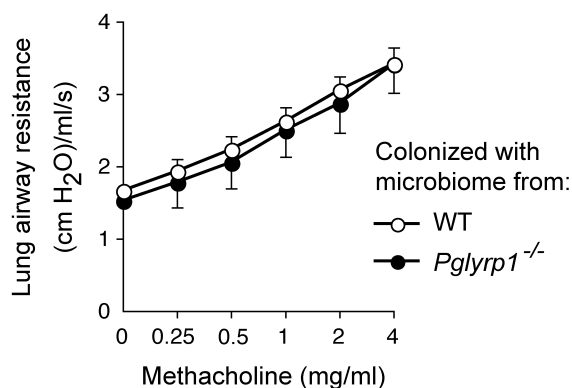 Lung airway resistance
(cm H2O)/ml/s)
4
3
2
1
0
0 0.25 0.5 1 2 4
Methacholine (mg/ml)
Colonized with
microbiome from:
WT
Pglyrp1-/-